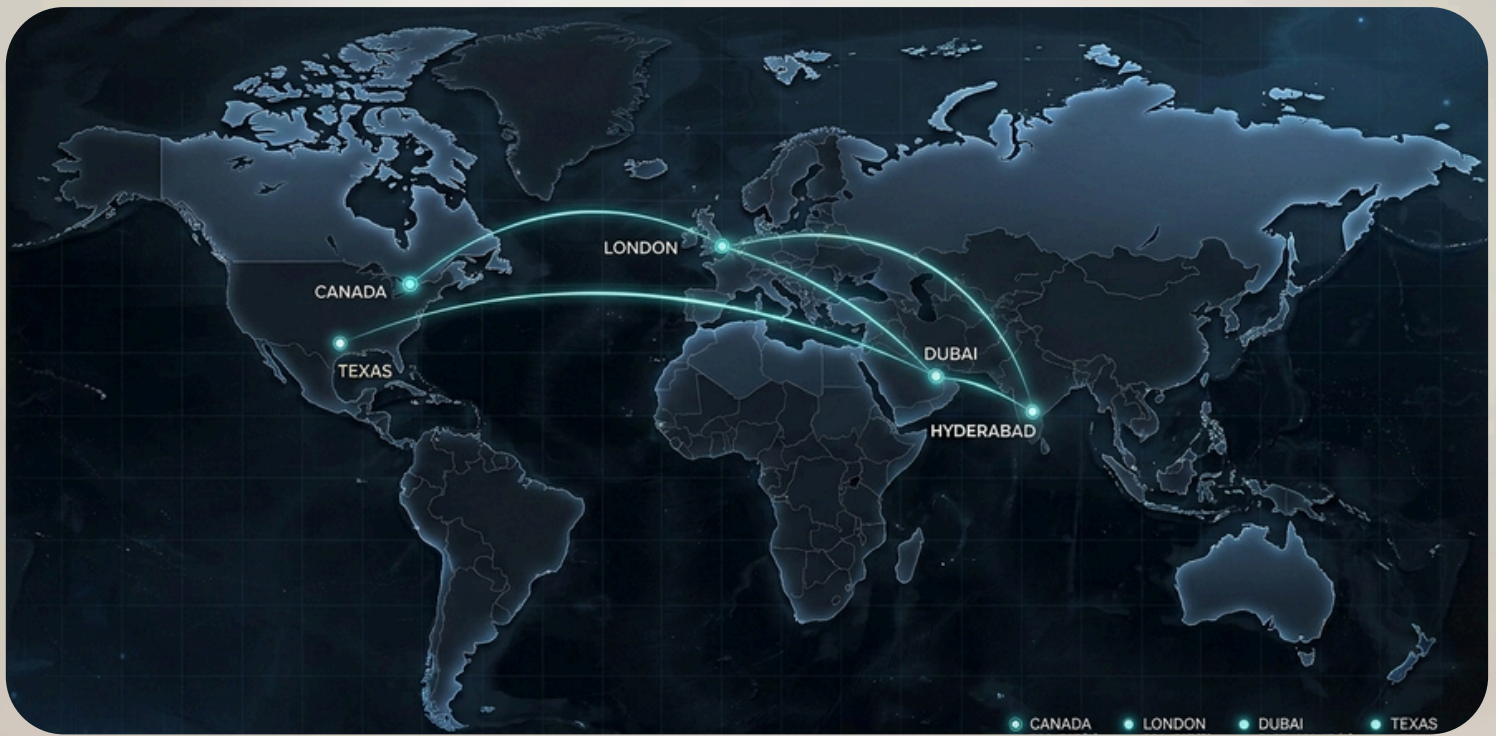 LONDON
CANADA
DUBAI
TEXAS
HYDERABAD
CANADA LONDON DUBAI TEXAS